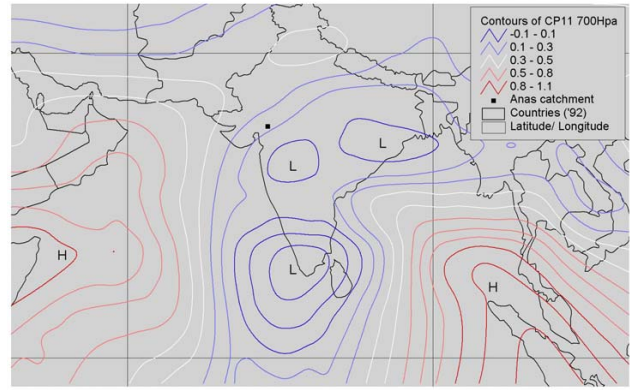 Contours of CP11 700Hpa
-0.1 - 0.1
0.1 - 0.3
0.3 - 0.5
0.5 - 0.8
0.8 - 1.1
Anas catchment
Countries ('92)
Latitude/ Longitude
L
L
H
L
H